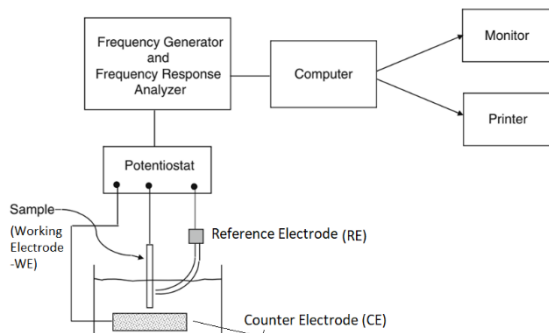 Frequency Generator
and
Frequency Response
Analyzer
Computer
Monitor
Printer
Potentiostat
Sample
(Working
Electrode
-WE)
Reference Electrode (RE)
Counter Electrode (CE)